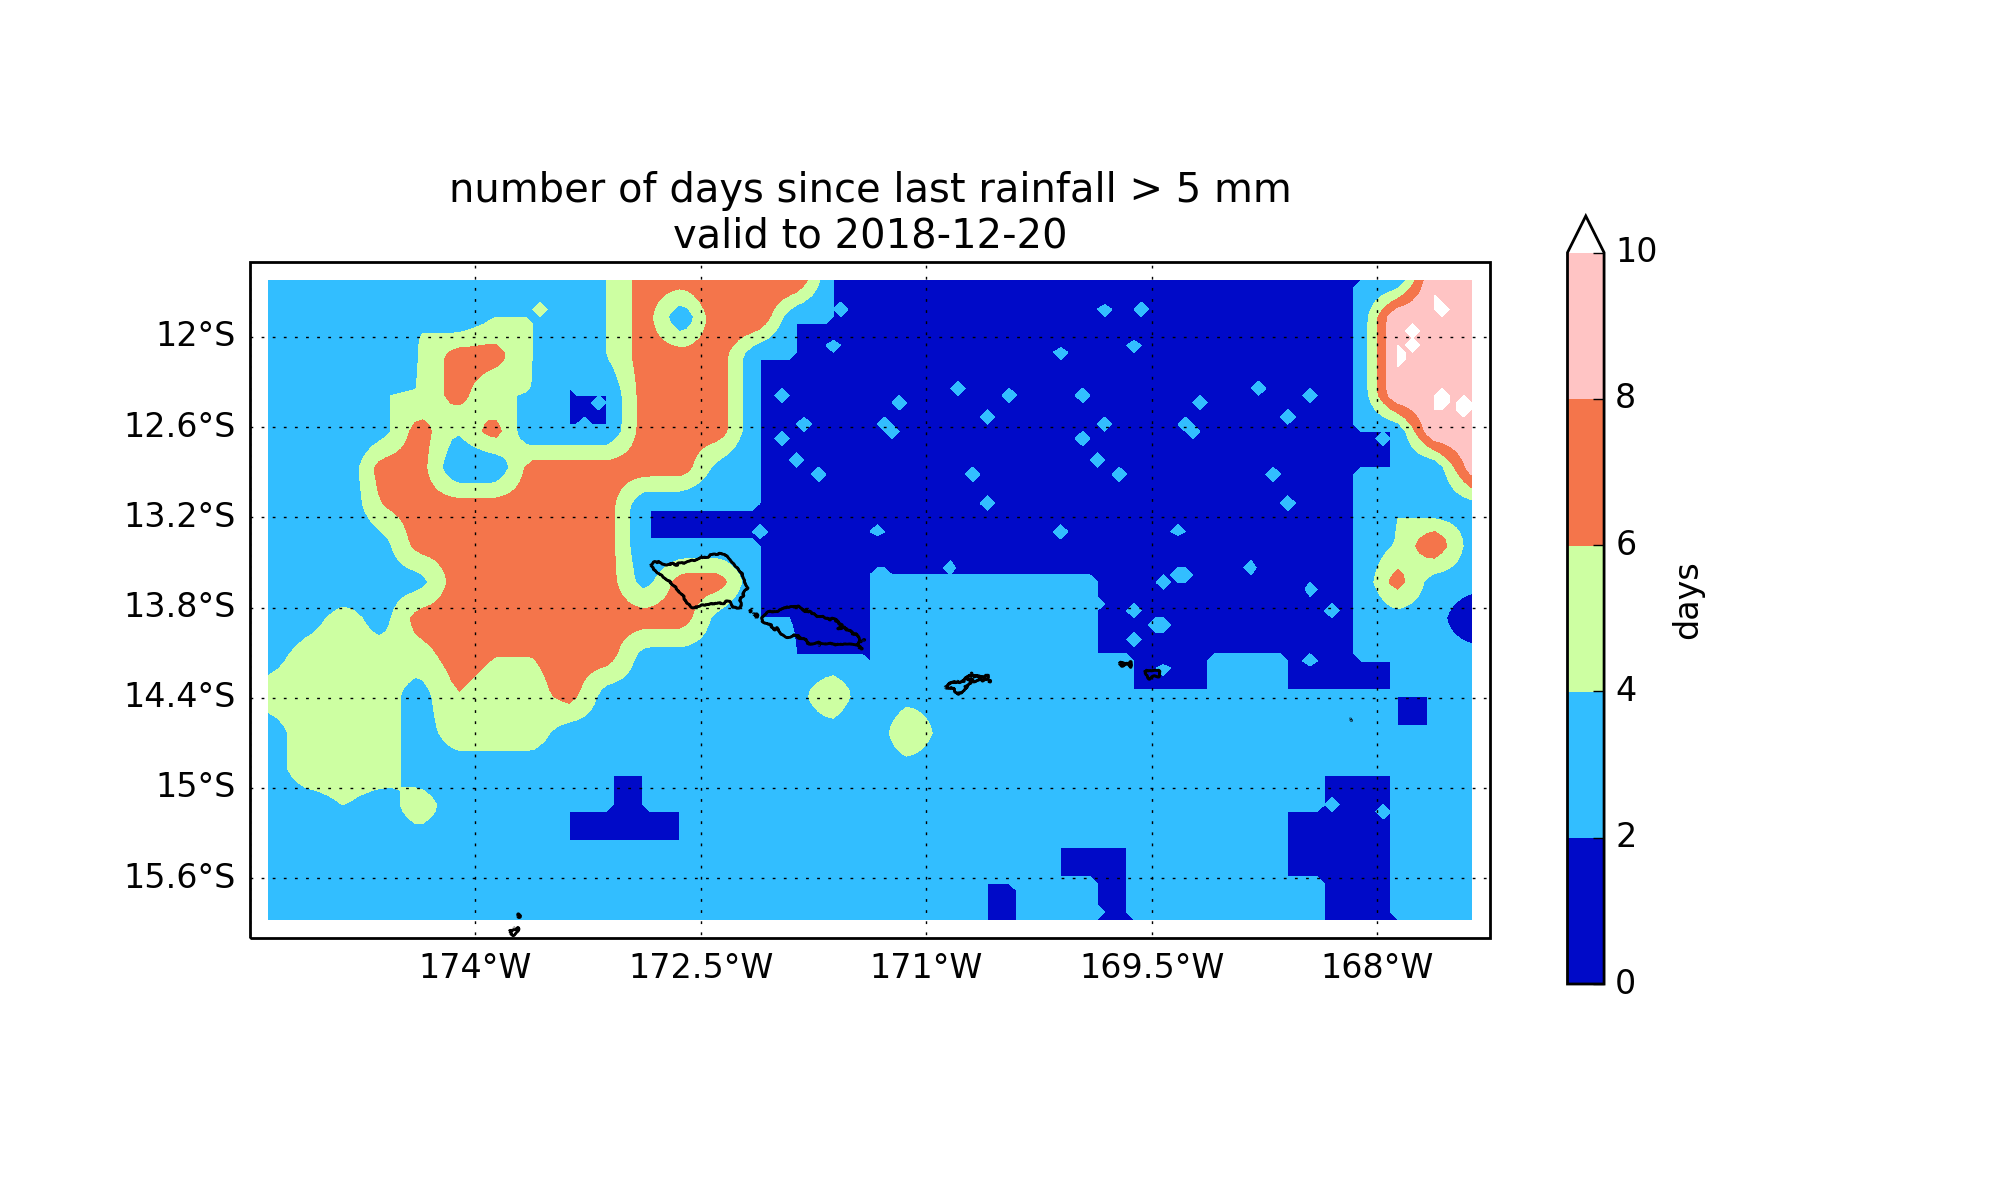 number of days since last rainfall > 5 mm
valid to 2018-12-20
12°S
12.6°S
13.2°S
13.8°S
14.4°S
15°S
15.6°S
174°W 172.5°W 171°W 169.5°W 168°W
10
8
6
4
2
0
days